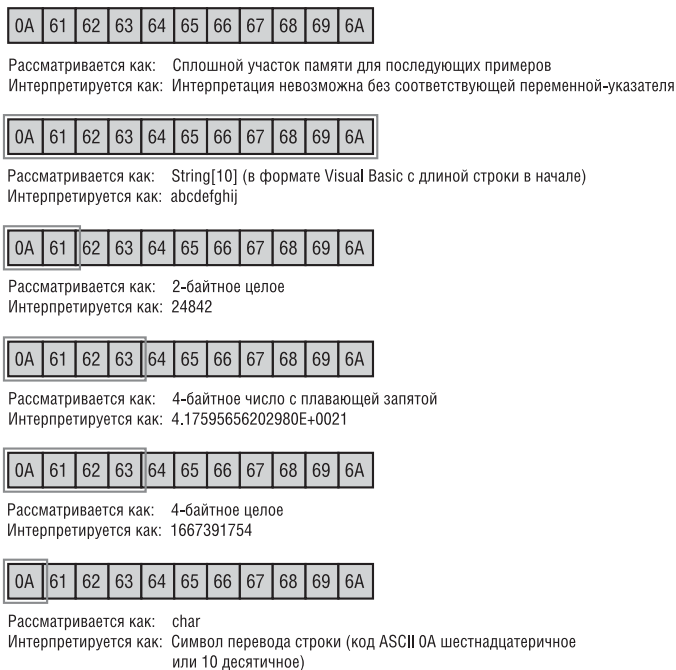 0A 61 62 63 64 65 66 67 68 69 6A
Рассматривается как: Сплошной участок памяти для последующих примеров
Интерпретируется как: Интерпретация невозможна без соответствующей переменной-указателя
0A 61 62 63 64 65 66 67 68 69 6A
Рассматривается как: String[10] (в формате Visual Basic с длиной строки в начале)
Интерпретируется как: abcdefghij
0A 61 62 63 64 65 66 67 68 69 6A
Рассматривается как: 2-байтное целое
Интерпретируется как: 24842
0A 61 62 63 64 65 66 67 68 69 6A
Рассматривается как: 4-байтное число с плавающей запятой
Интерпретируется как: 4.17595656202980E+0021
0A 61 62 63 64 65 66 67 68 69 6A
Рассматривается как: 4-байтное целое
Интерпретируется как: 1667391754
0A 61 62 63 64 65 66 67 68 69 6A
Рассматривается как: char
Интерпретируется как: Символ перевода строки (код ASCII 0A шестнадцатеричное
или 10 десятичное)